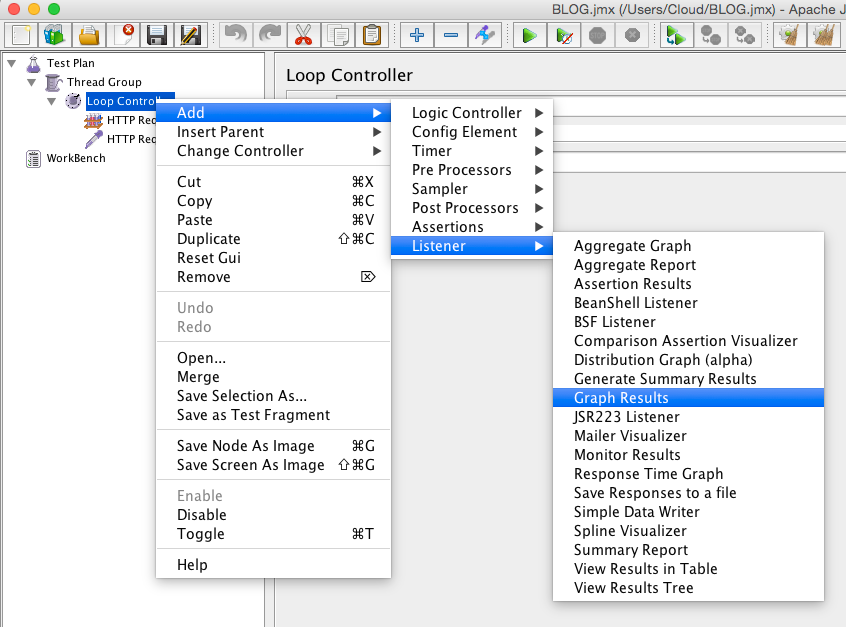 BLOG.jmx (/Users/Cloud/BLOG.jmx) - Apache J
Test Plan
Thread Group
Loop Contro
HTTP Req
HTTP Req
WorkBench
Loop Controller
Add
Insert Parent
Change Controller
Cut ⌘X
Copy ⌘C
Paste ⌘V
Duplicate ⇧⌘C
Reset Gui
Remove ⌦
Undo
Redo
Open...
Merge
Save Selection As...
Save as Test Fragment
Save Node As Image ⌘G
Save Screen As Image ⇧⌘G
Enable
Disable
Toggle ⌘T
Help
Logic Controller
Config Element
Timer
Pre Processors
Sampler
Post Processors
Assertions
Listener
Aggregate Graph
Aggregate Report
Assertion Results
BeanShell Listener
BSF Listener
Comparison Assertion Visualizer
Distribution Graph (alpha)
Generate Summary Results
Graph Results
JSR223 Listener
Mailer Visualizer
Monitor Results
Response Time Graph
Save Responses to a file
Simple Data Writer
Spline Visualizer
Summary Report
View Results in Table
View Results Tree